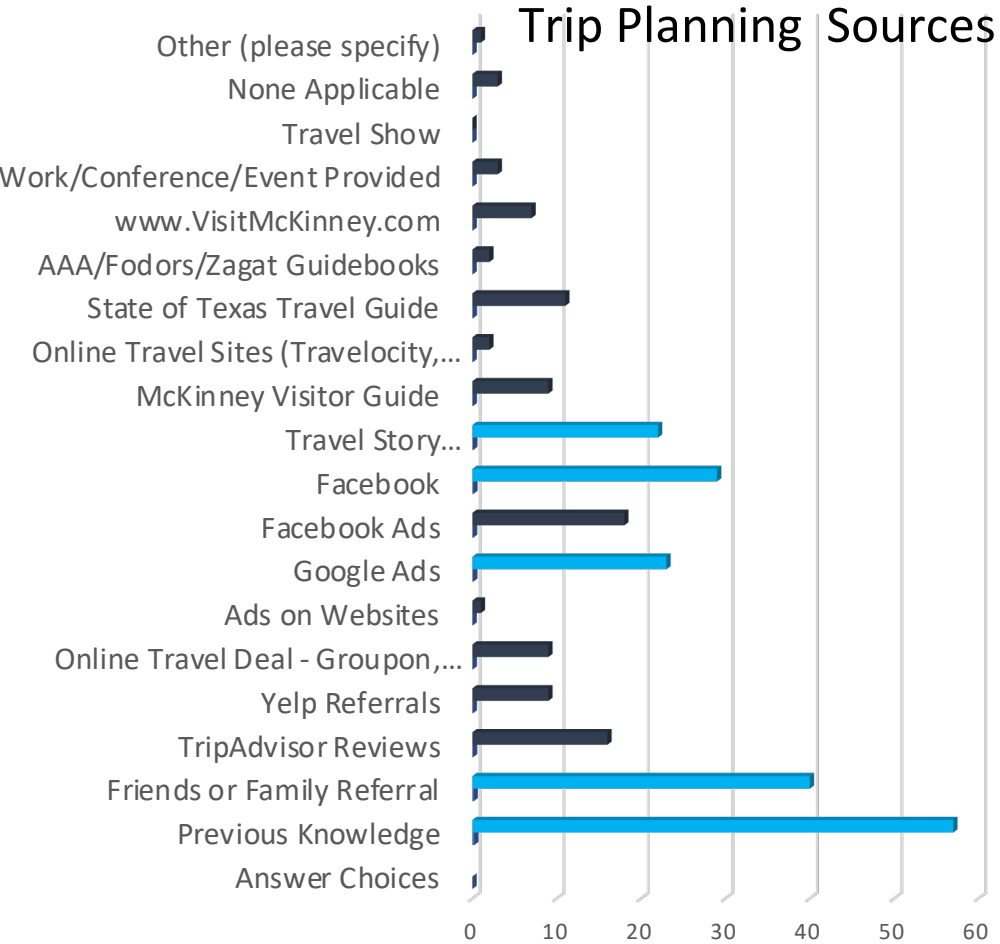 Trip Planning Sources
Other (please specify)
None Applicable
Travel Show
Work/Conference/Event Provided
www.VisitMcKinney.com
AAA/Fodors/Zagat Guidebooks
State of Texas Travel Guide
Online Travel Sites (Travelocity,...
McKinney Visitor Guide
Travel Story...
Facebook
Facebook Ads
Google Ads
Ads on Websites
Online Travel Deal - Groupon,...
Yelp Referrals
TripAdvisor Reviews
Friends or Family Referral
Previous Knowledge
Answer Choices
0 10 20 30 40 50 60